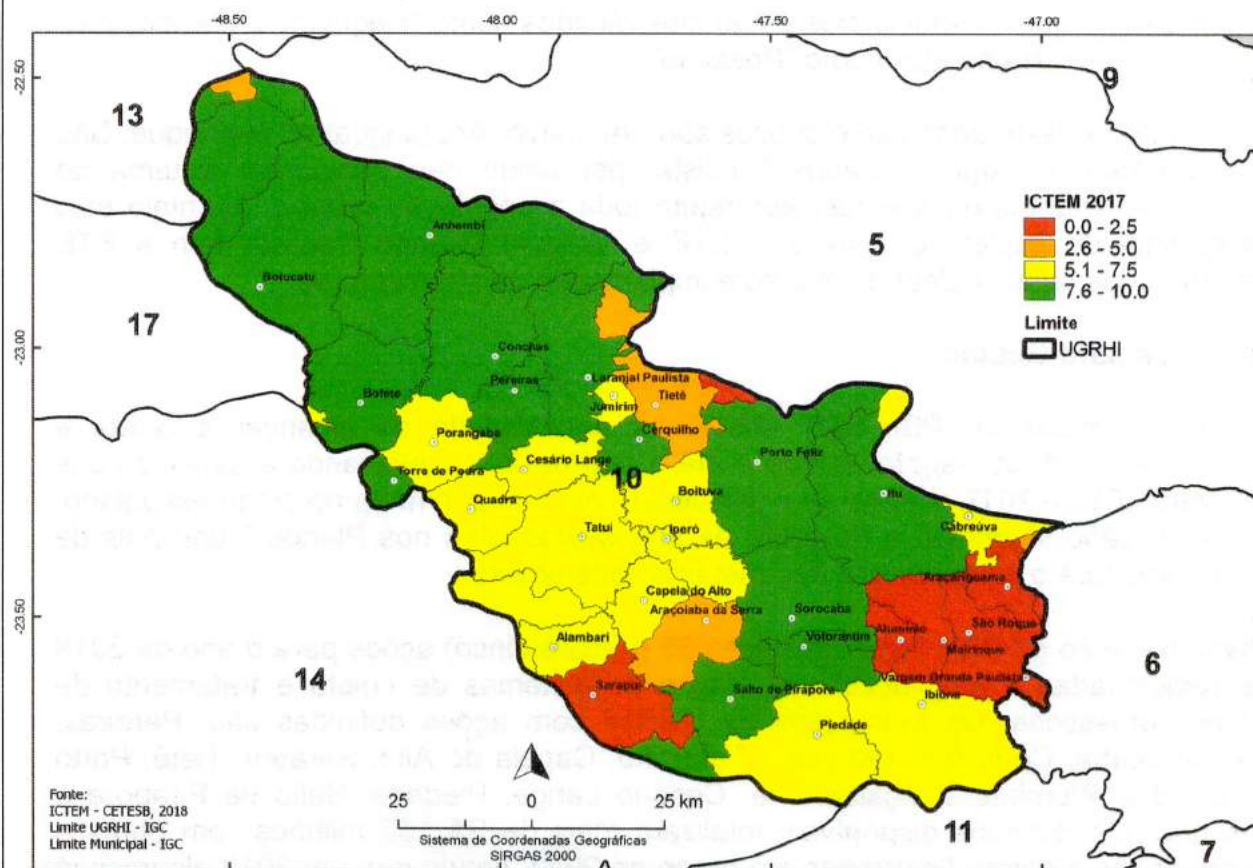 -48.50 -48.00 -47.50 -47.00
-22.50
-23.00
-23.50
13
9
5
17
10
14
6
11
7
ICTEM 2017
0.0 - 2.5
2.6 - 5.0
5.1 - 7.5
7.6 - 10.0
Limite
UGRHI
Anhembi
Botucatu
Conchas
Pereiras
Laranjal Paulista
Jumirim
Tietê
Bofete
Porangaba
Cerquilho
Torre de Pedra
Cesário Lange
Porto Feliz
Quadra
Boituva
Itu
Tatuí
Iperó
Cabreúva
Capela do Alto
Araçariguama
Araçoiaba da Serra
Sorocaba
Alumínio
São Roque
Alambari
Votorantim
Mairinque
Vargem Grande Paulista
Sarapuí
Salto de Pirapora
Ibiúna
Piedade
25 0 25 km
Fonte:
ICTEM - CETESB, 2018
Limite UGRHI - IGC
Limite Municipal - IGC
Sistema de Coordenadas Geográficas
SIRGAS 2000